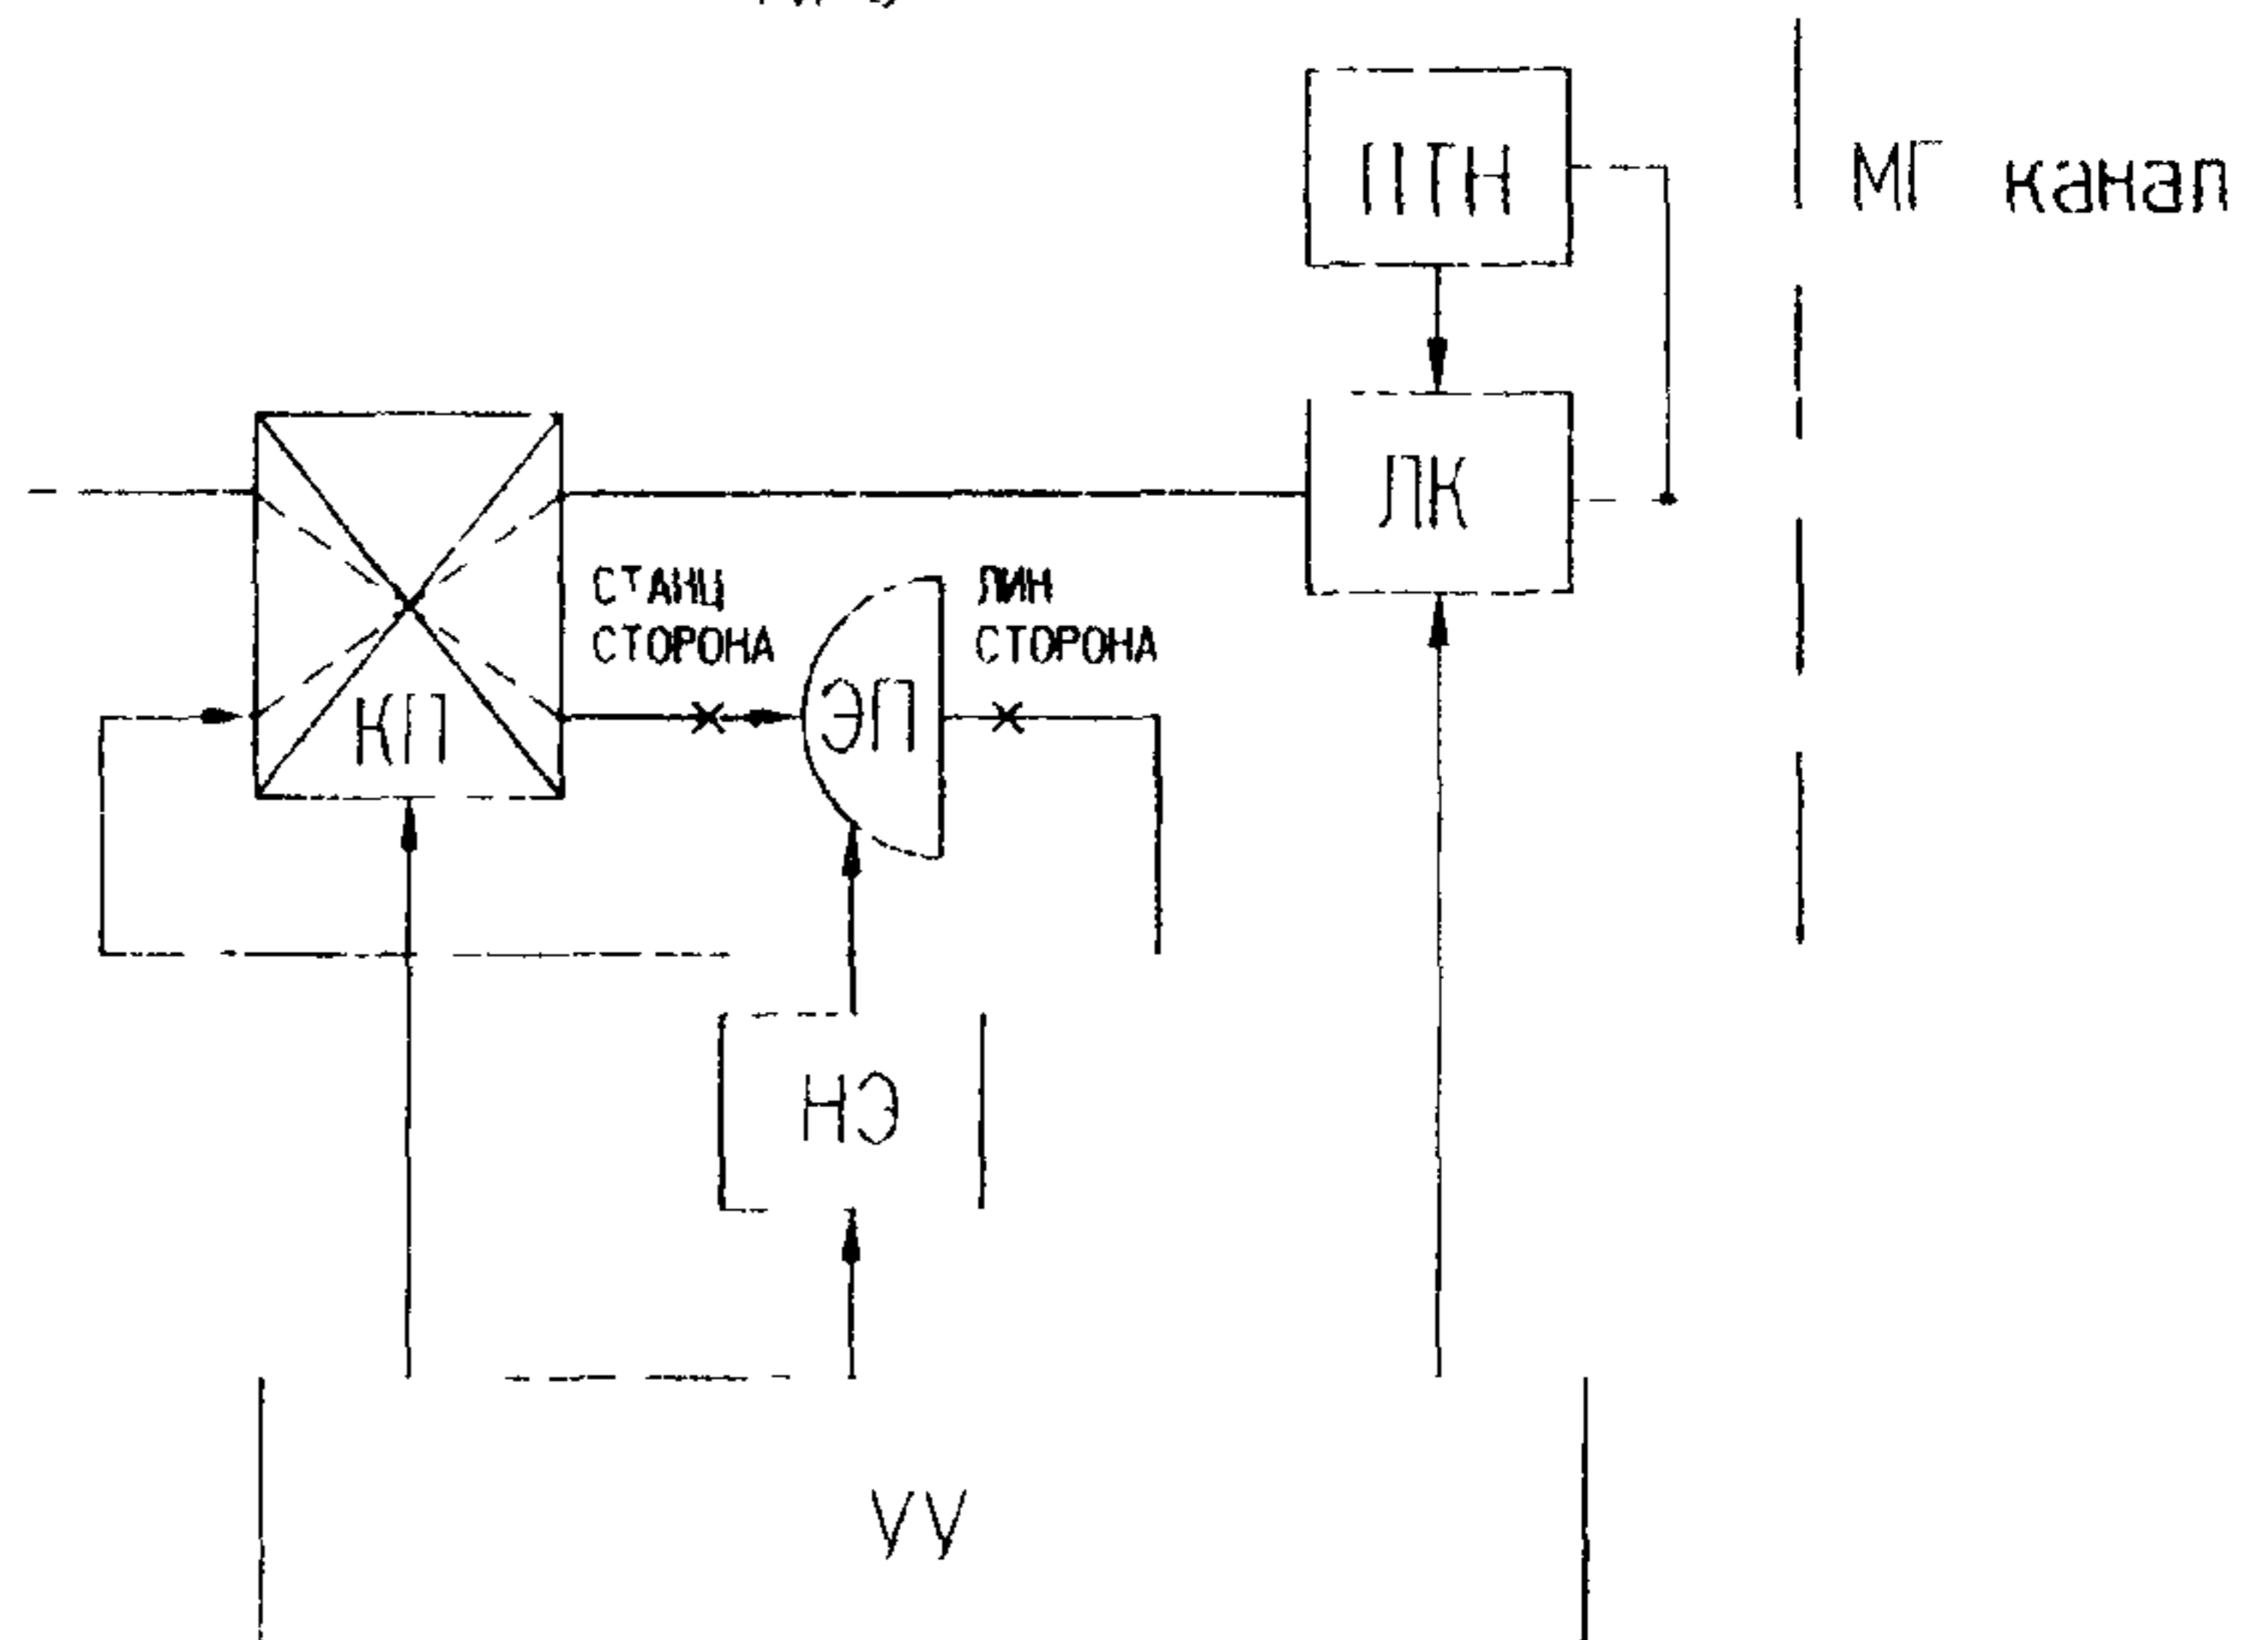 ПТН
МГ канал
ЛК
СТАНЦ
СТОРОНА
ЛИН
СТОРОНА
КП
ЭП
НЭ
УУ